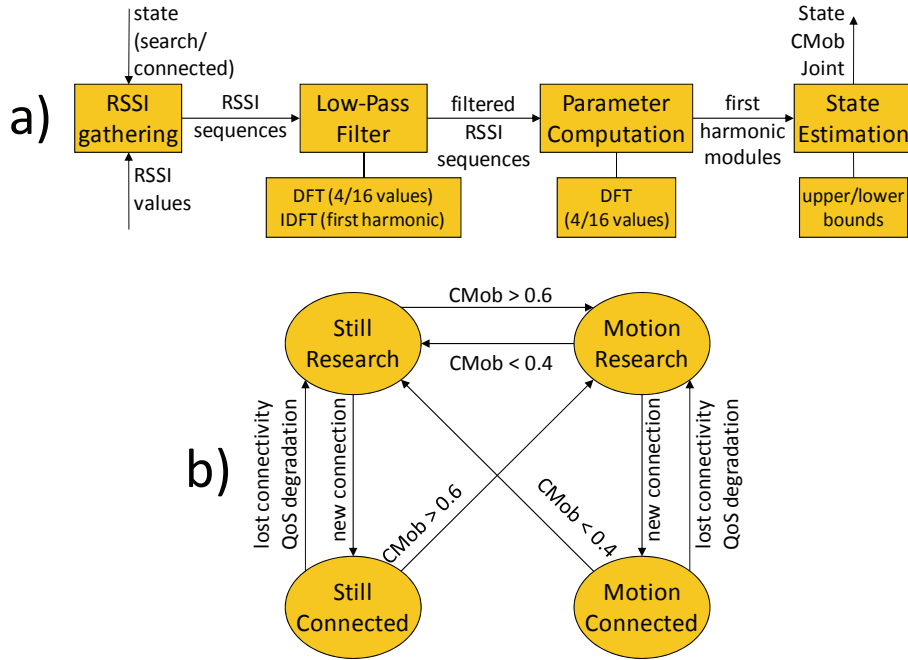 a)
state
(search/
connected)
RSSI
gathering
RSSI
values
RSSI
sequences
Low-Pass
Filter
DFT (4/16 values)
IDFT (first harmonic)
filtered
RSSI
sequences
Parameter
Computation
DFT
(4/16 values)
first
harmonic
modules
State
CMob
Joint
State
Estimation
upper/lower
bounds
b)
CMob > 0.6
Still
Research
Motion
Research
CMob < 0.4
lost connectivity
QoS degradation
new connection
CMob > 0.6
CMob < 0.4
new connection
lost connectivity
QoS degradation
Still
Connected
Motion
Connected